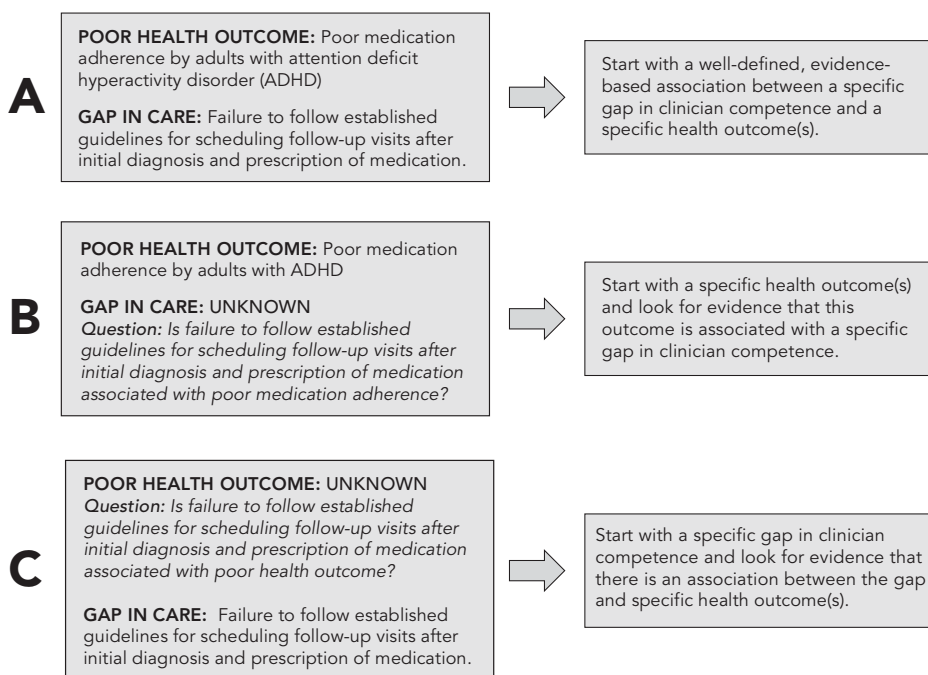 A
POOR HEALTH OUTCOME: Poor medication
adherence by adults with attention deficit
hyperactivity disorder (ADHD)
GAP IN CARE: Failure to follow established
guidelines for scheduling follow-up visits after
initial diagnosis and prescription of medication.
Start with a well-defined, evidence-
based association between a specific
gap in clinician competence and a
specific health outcome(s).
B
POOR HEALTH OUTCOME: Poor medication
adherence by adults with ADHD
GAP IN CARE: UNKNOWN
Question: Is failure to follow established
guidelines for scheduling follow-up visits after
initial diagnosis and prescription of medication
associated with poor medication adherence?
Start with a specific health outcome(s)
and look for evidence that this
outcome is associated with a specific
gap in clinician competence.
C
POOR HEALTH OUTCOME: UNKNOWN
Question: Is failure to follow established
guidelines for scheduling follow-up visits after
initial diagnosis and prescription of medication
associated with poor health outcome?
GAP IN CARE: Failure to follow established
guidelines for scheduling follow-up visits after
initial diagnosis and prescription of medication.
Start with a specific gap in clinician
competence and look for evidence that
there is an association between the gap
and specific health outcome(s).